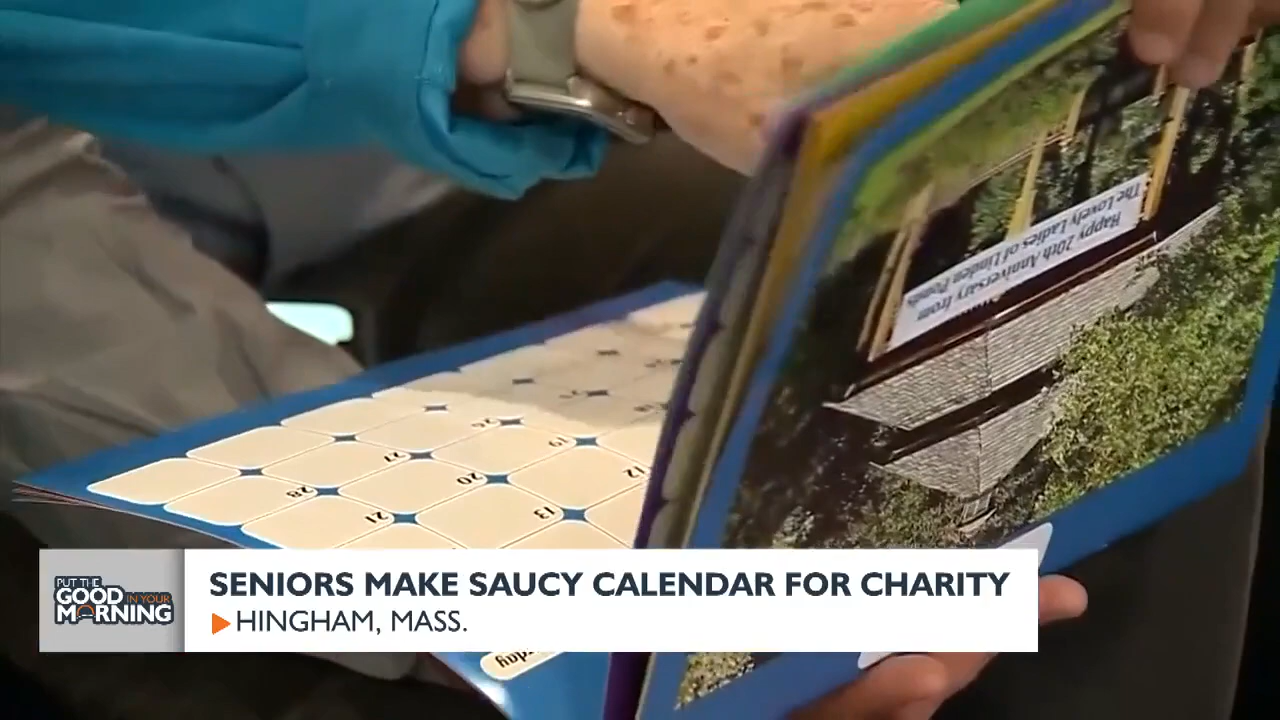 Happy 20th Anniversary from
The Lovely Ladies of Linden Ponds
12
19
26
13
20
27
21
28
rday
PUT THE
GOOD IN YOUR
MORNING
SENIORS MAKE SAUCY CALENDAR FOR CHARITY
HINGHAM, MASS.